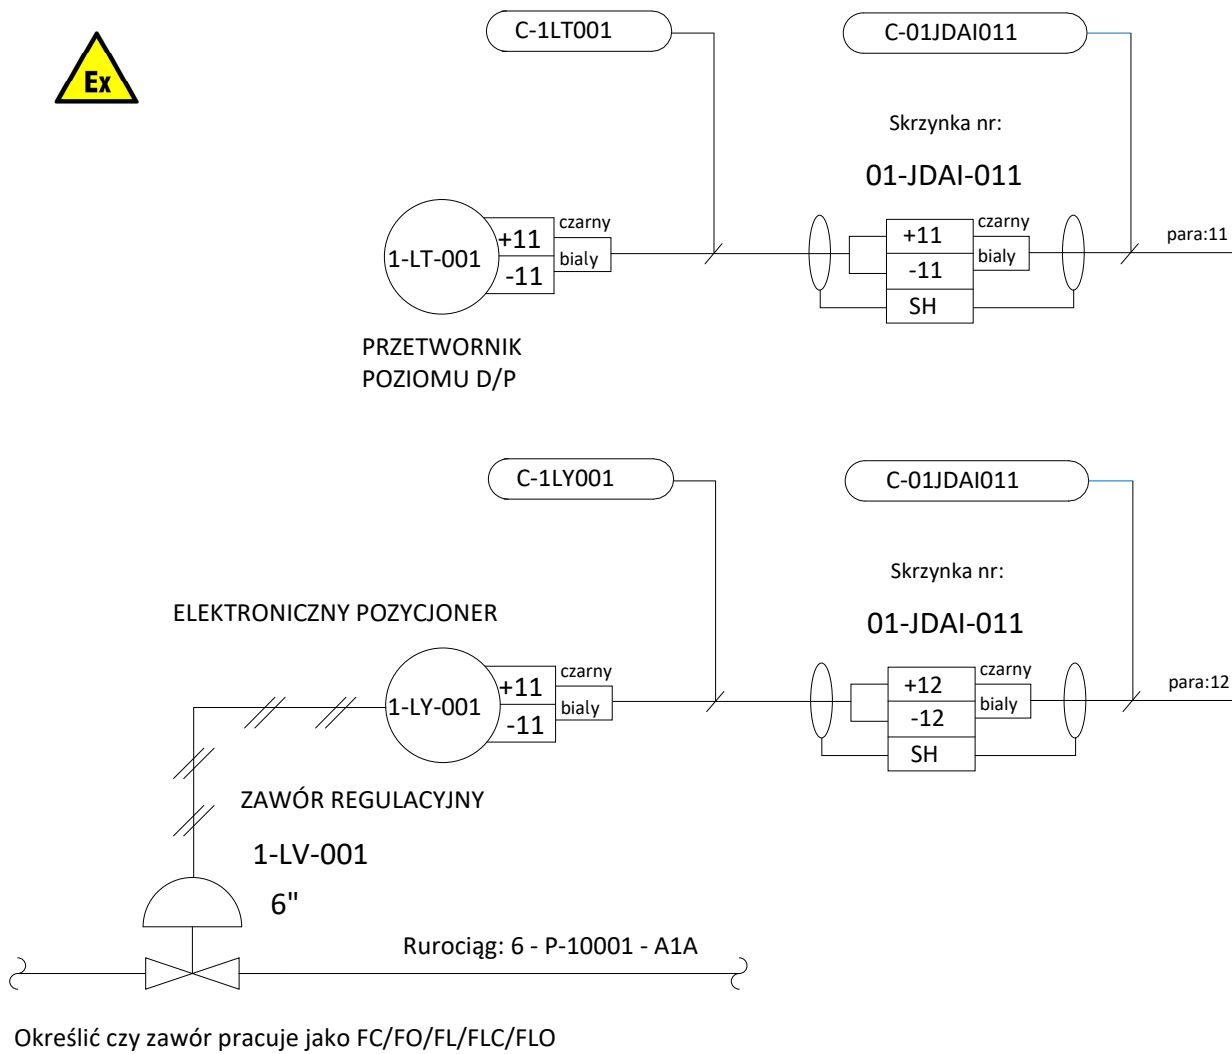 C-1LT001
C-01JDAI011
Ex
Skrzynka nr:
01-JDAI-011
1-LT-001
+11
-11
czarny
bialy
+11
-11
SH
czarny
bialy
para:11
PRZETWORNIK
POZIOMU D/P
C-1LY001
C-01JDAI011
Skrzynka nr:
01-JDAI-011
ELEKTRONICZNY POZYCJONER
1-LY-001
+11
-11
czarny
bialy
+12
-12
SH
czarny
bialy
para:12
ZAWÓR REGULACYJNY
1-LV-001
6"
Rurociąg: 6 - P-10001 - A1A
Określić czy zawór pracuje jako FC/FO/FL/FLC/FLO